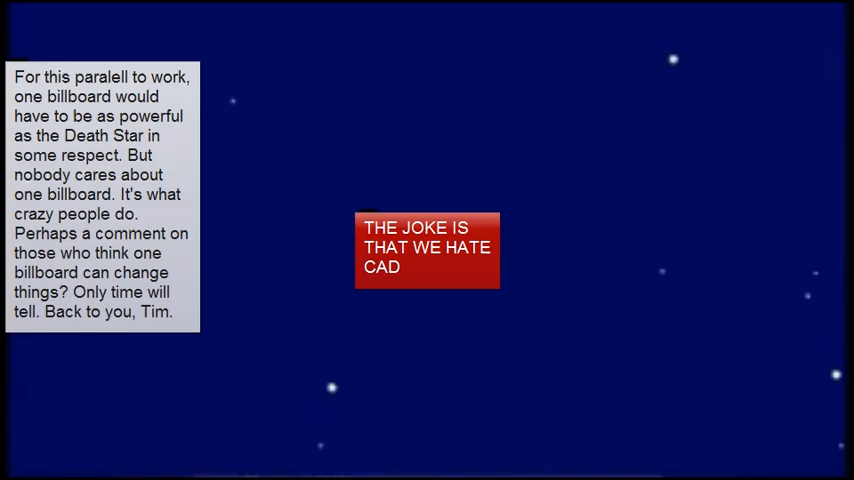 For this paralell to work,
one billboard would
have to be as powerful
as the Death Star in
some respect. But
nobody cares about
one billboard. It's what
crazy people do.
Perhaps a comment on
those who think one
billboard can change
things? Only time will
tell. Back to you, Tim.
THE JOKE IS
THAT WE HATE
CAD